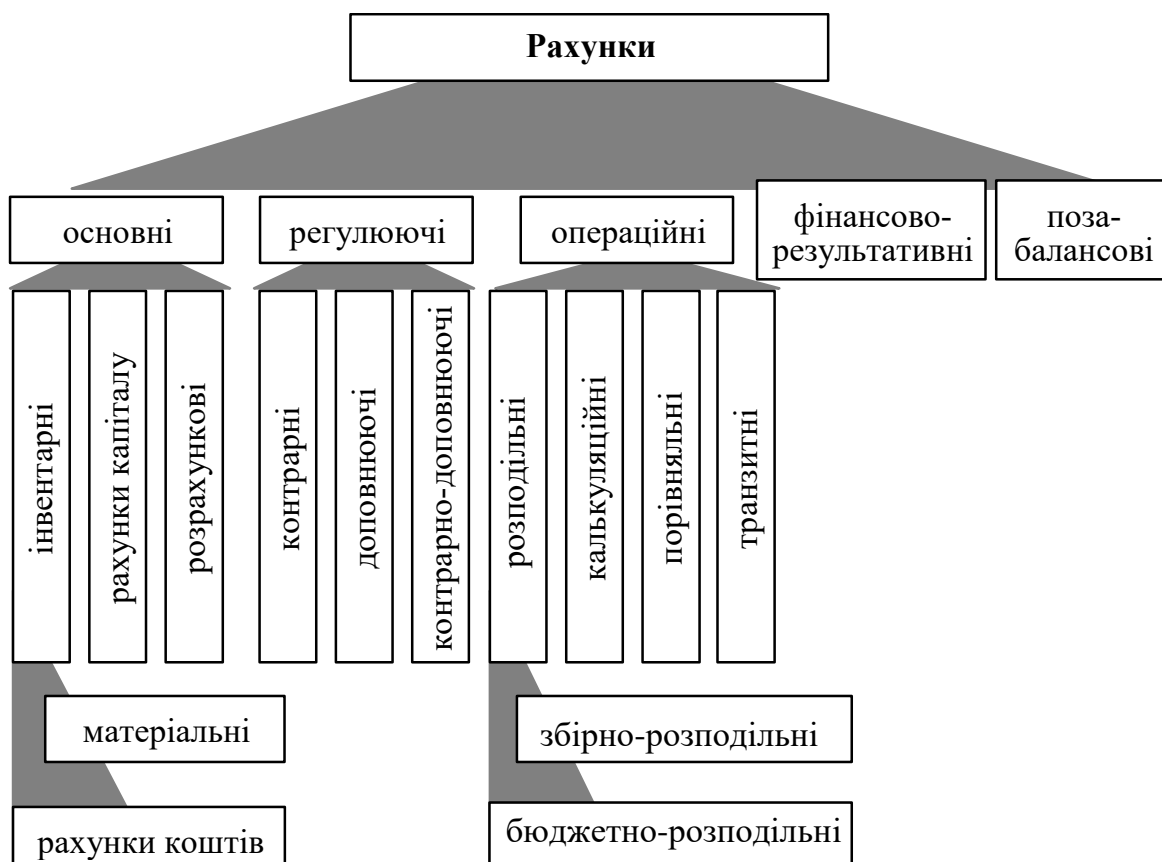 Рахунки
основні
регулюючі
операційні
фінансово-
результативні
поза-
балансові
інвентарні
рахунки капіталу
розрахункові
контрарні
доповнюючі
контрарно-доповнюючі
розподільні
калькуляційні
порівняльні
транзитні
матеріальні
рахунки коштів
збірно-розподільні
бюджетно-розподільні